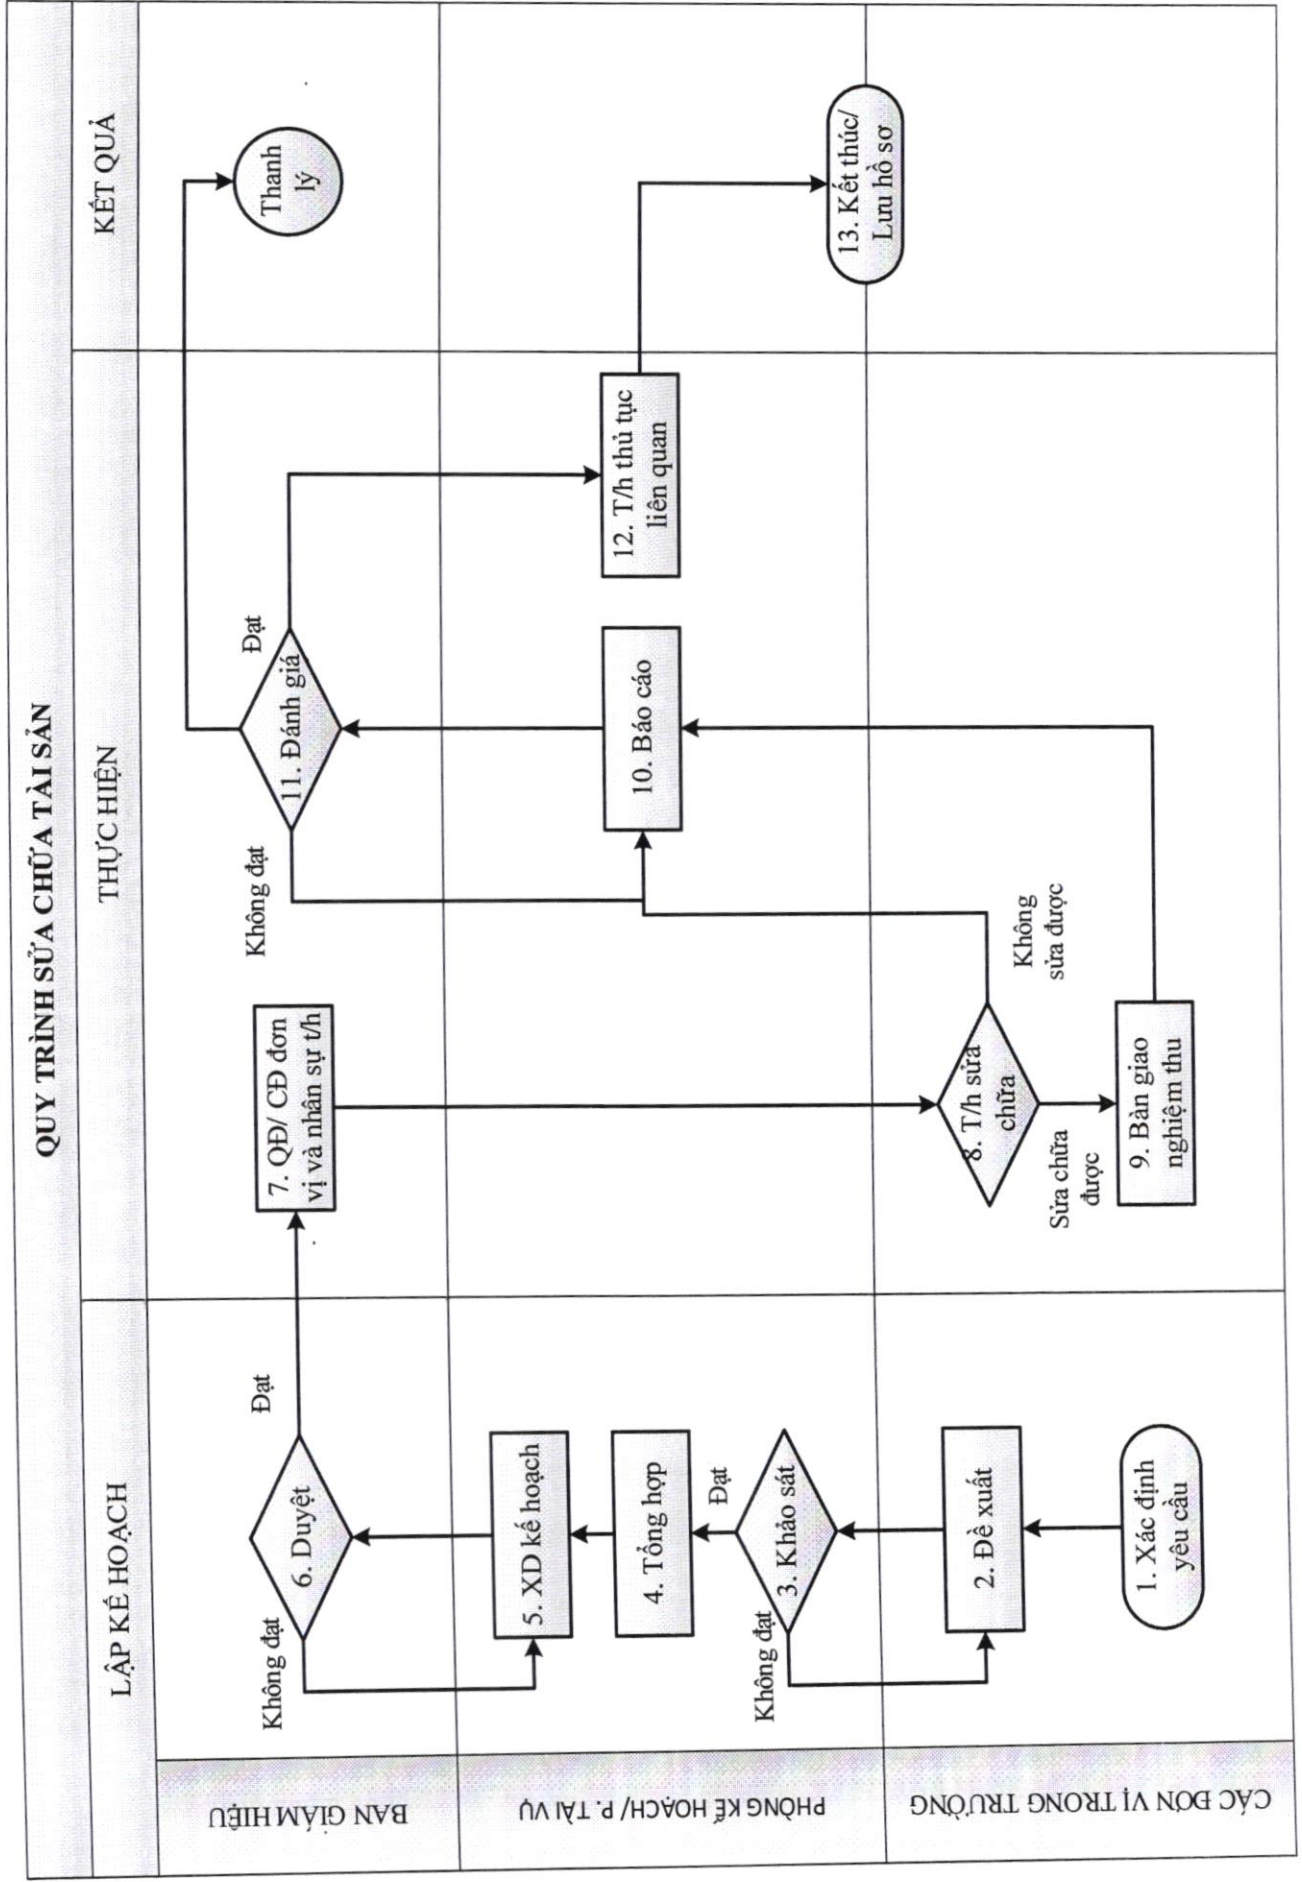 QUY TRÌNH SỬA CHỮA TÀI SẢN
LẬP KẾ HOẠCH
THỰC HIỆN
KẾT QUẢ
BAN GIÁM HIỆU
Không đạt
6. Duyệt
Đạt
7. QĐ/ CĐ đơn
vị và nhân sự t/h
Không đạt
11. Đánh giá
Đạt
Thanh
lý
PHÒNG KẾ HOẠCH/ P. TÀI VỤ
5. XD kế hoạch
4. Tổng hợp
Đạt
Không đạt
3. Khảo sát
10. Báo cáo
12. T/h thủ tục
liên quan
13. Kết thúc/
Lưu hồ sơ
CÁC ĐƠN VỊ TRONG TRƯỜNG
2. Đề xuất
1. Xác định
yêu cầu
8. T/h sửa
chữa
Không
sửa được
Sửa chữa
được
9. Bàn giao
nghiệm thu